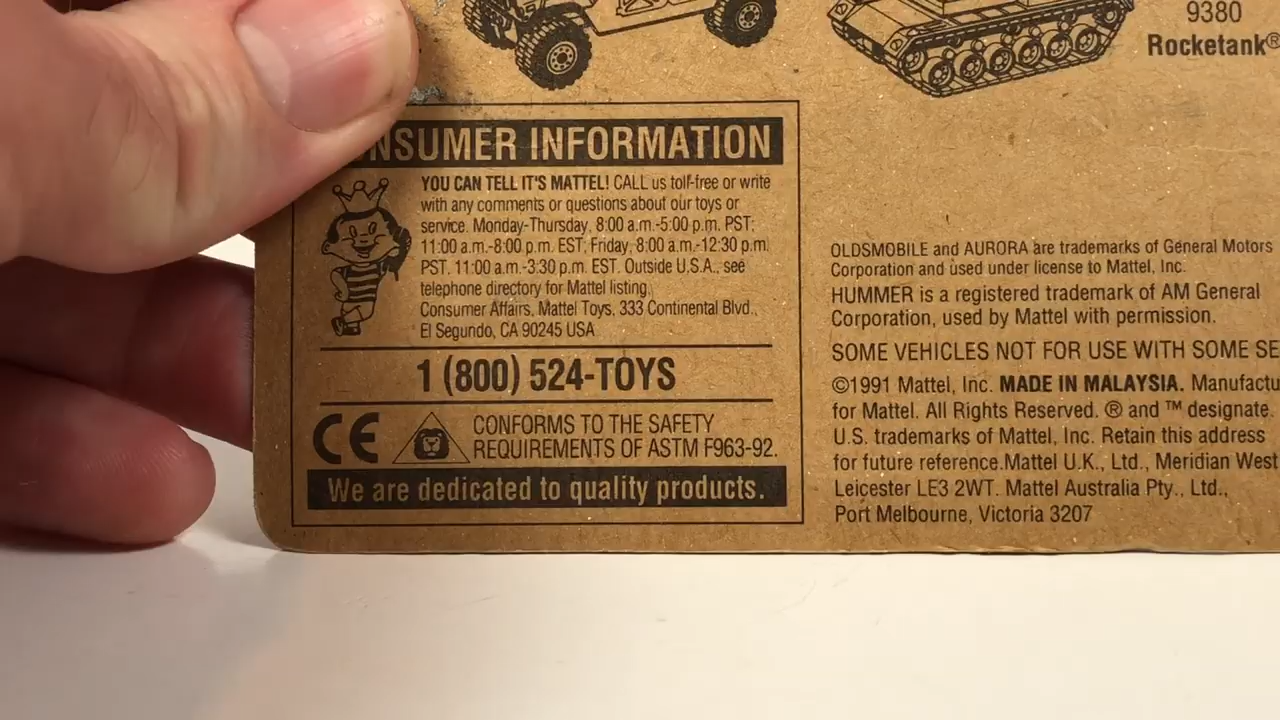 9380
Rocketank®
NSUMER INFORMATION
YOU CAN TELL IT'S MATTEL! CALL us toll-free or write
with any comments or questions about our toys or
service. Monday-Thursday, 8:00 a.m.-5:00 p.m. PST;
11:00 a.m.-8:00 p.m. EST; Friday, 8:00 a.m.-12:30 p.m.
PST, 11:00 a.m.-3:30 p.m. EST. Outside U.S.A., see
telephone directory for Mattel listing.
Consumer Affairs, Mattel Toys, 333 Continental Blvd.,
El Segundo, CA 90245 USA
1 (800) 524-TOYS
CE
CONFORMS TO THE SAFETY
REQUIREMENTS OF ASTM F963-92.
We are dedicated to quality products.
OLDSMOBILE and AURORA are trademarks of General Motors
Corporation and used under license to Mattel, Inc.
HUMMER is a registered trademark of AM General
Corporation, used by Mattel with permission.
SOME VEHICLES NOT FOR USE WITH SOME SE
©1991 Mattel, Inc. MADE IN MALAYSIA. Manufactu
for Mattel. All Rights Reserved. ® and ™ designate.
U.S. trademarks of Mattel, Inc. Retain this address
for future reference.Mattel U.K., Ltd., Meridian West
Leicester LE3 2WT. Mattel Australia Pty., Ltd.,
Port Melbourne, Victoria 3207